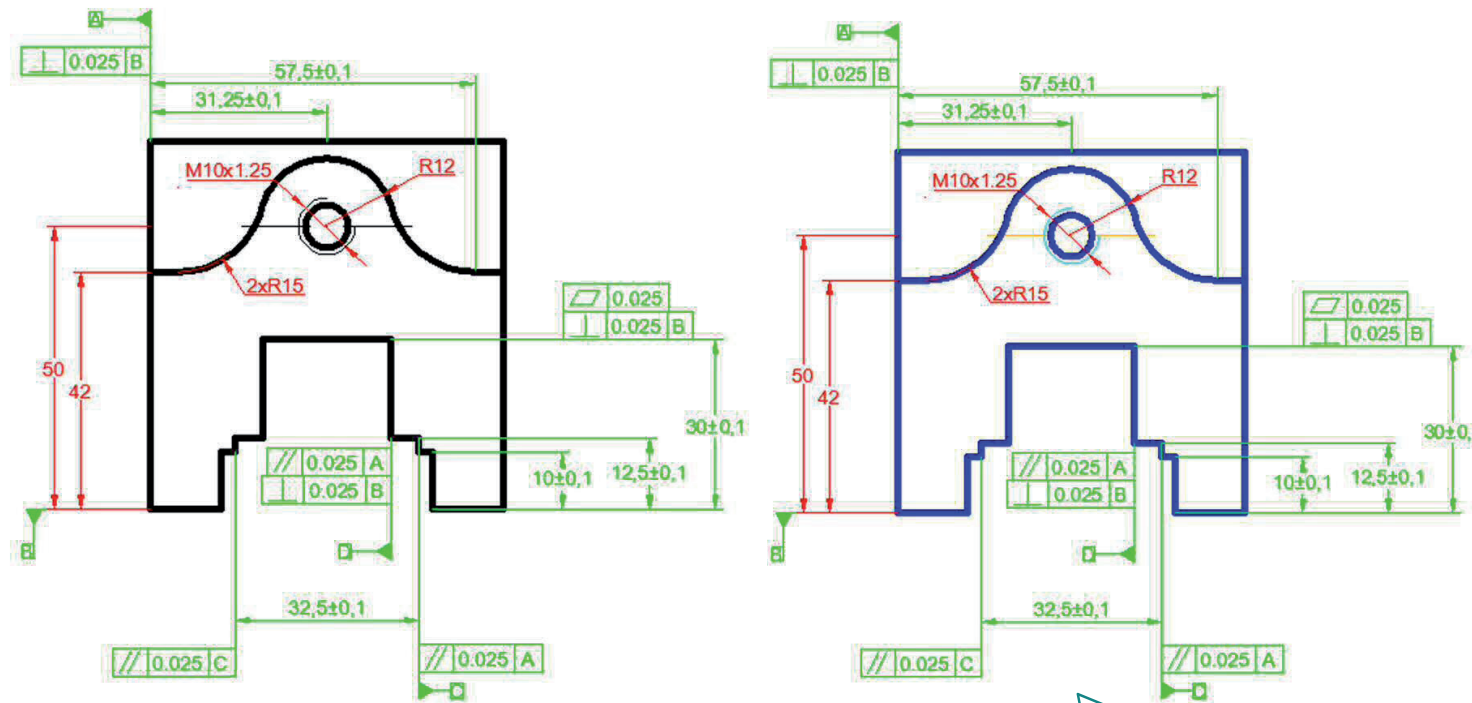 A
⊥ 0.025 B
57,5±0,1
31,25±0,1
M10x1.25
R12
2xR15
⏥ 0.025
⊥ 0.025 B
50
42
30±0,1
// 0.025 A
⊥ 0.025 B
10±0,1
12,5±0,1
B
D
32,5±0,1
// 0.025 C
// 0.025 A
C
A
⊥ 0.025 B
57,5±0,1
31,25±0,1
M10x1.25
R12
2xR15
⏥ 0.025
⊥ 0.025 B
50
42
30±0,
// 0.025 A
⊥ 0.025 B
10±0,1
12,5±0,1
B
D
32,5±0,1
// 0.025 C
// 0.025 A
C